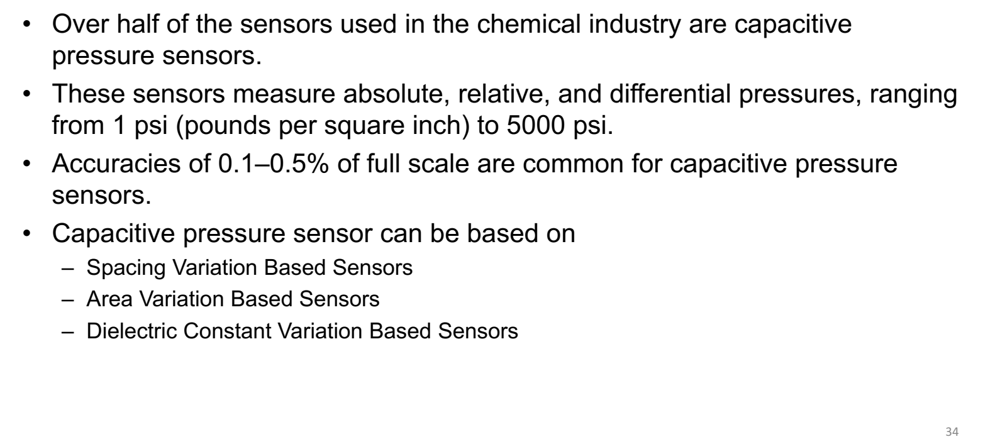 • Over half of the sensors used in the chemical industry are capacitive
pressure sensors.
• These sensors measure absolute, relative, and differential pressures, ranging
from 1 psi (pounds per square inch) to 5000 psi.
• Accuracies of 0.1–0.5% of full scale are common for capacitive pressure
sensors.
• Capacitive pressure sensor can be based on
– Spacing Variation Based Sensors
– Area Variation Based Sensors
– Dielectric Constant Variation Based Sensors
34